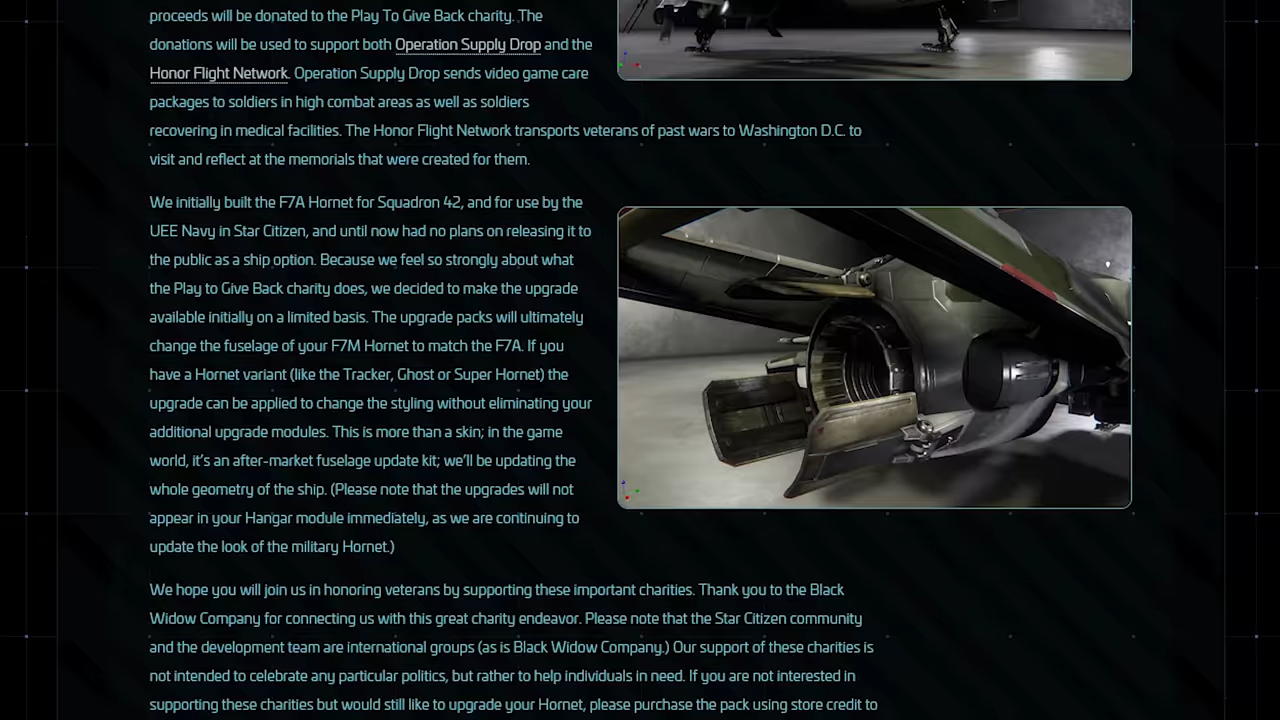 proceeds will be donated to the Play To Give Back charity. The
donations will be used to support both Operation Supply Drop and the
Honor Flight Network. Operation Supply Drop sends video game care
packages to soldiers in high combat areas as well as soldiers
recovering in medical facilities. The Honor Flight Network transports veterans of past wars to Washington D.C. to
visit and reflect at the memorials that were created for them.
We initially built the F7A Hornet for Squadron 42, and for use by the
UEE Navy in Star Citizen, and until now had no plans on releasing it to
the public as a ship option. Because we feel so strongly about what
the Play to Give Back charity does, we decided to make the upgrade
available initially on a limited basis. The upgrade packs will ultimately
change the fuselage of your F7M Hornet to match the F7A. If you
have a Hornet variant (like the Tracker, Ghost or Super Hornet) the
upgrade can be applied to change the styling without eliminating your
additional upgrade modules. This is more than a skin; in the game
world, it's an after-market fuselage update kit; we'll be updating the
whole geometry of the ship. (Please note that the upgrades will not
appear in your Hangar module immediately, as we are continuing to
update the look of the military Hornet.)
We hope you will join us in honoring veterans by supporting these important charities. Thank you to the Black
Widow Company for connecting us with this great charity endeavor. Please note that the Star Citizen community
and the development team are international groups (as is Black Widow Company.) Our support of these charities is
not intended to celebrate any particular politics, but rather to help individuals in need. If you are not interested in
supporting these charities but would still like to upgrade your Hornet, please purchase the pack using store credit to